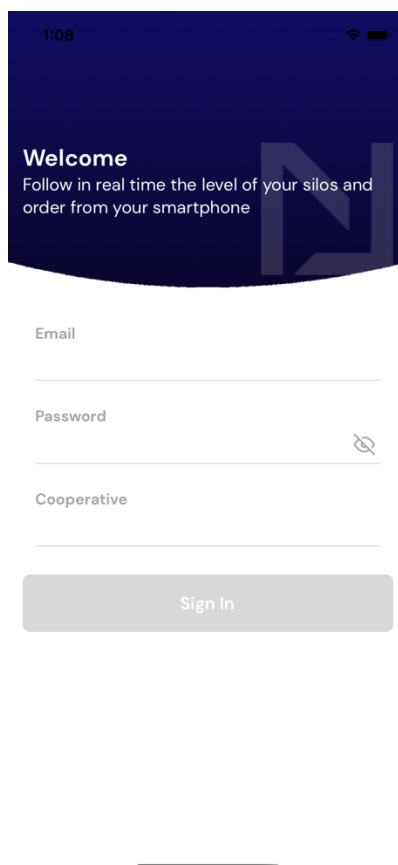 1:08
Welcome
Follow in real time the level of your silos and
order from your smartphone
Email
Password
Cooperative
Sign In